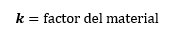 k = factor del material